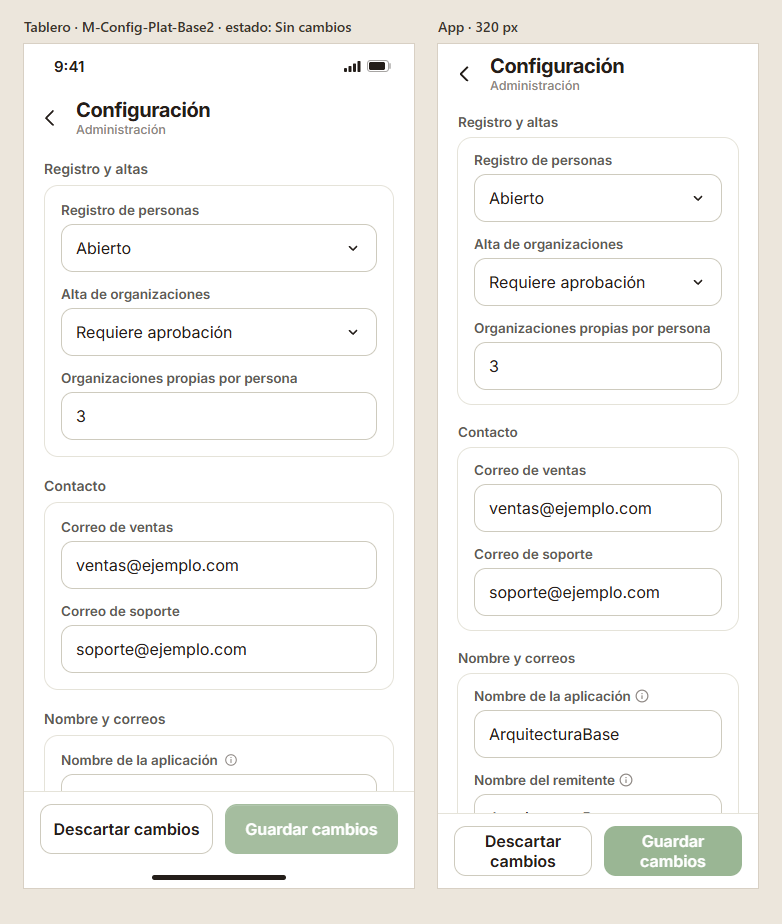 Tablero · M-Config-Plat-Base2 · estado: Sin cambios
9:41
Configuración
Administración
Registro y altas
Registro de personas
Abierto
Alta de organizaciones
Requiere aprobación
Organizaciones propias por persona
3
Contacto
Correo de ventas
ventas@ejemplo.com
Correo de soporte
soporte@ejemplo.com
Nombre y correos
Nombre de la aplicación
Descartar cambios
Guardar cambios
App · 320 px
Configuración
Administración
Registro y altas
Registro de personas
Abierto
Alta de organizaciones
Requiere aprobación
Organizaciones propias por persona
3
Contacto
Correo de ventas
ventas@ejemplo.com
Correo de soporte
soporte@ejemplo.com
Nombre y correos
Nombre de la aplicación
ArquitecturaBase
Nombre del remitente
Descartar
cambios
Guardar
cambios